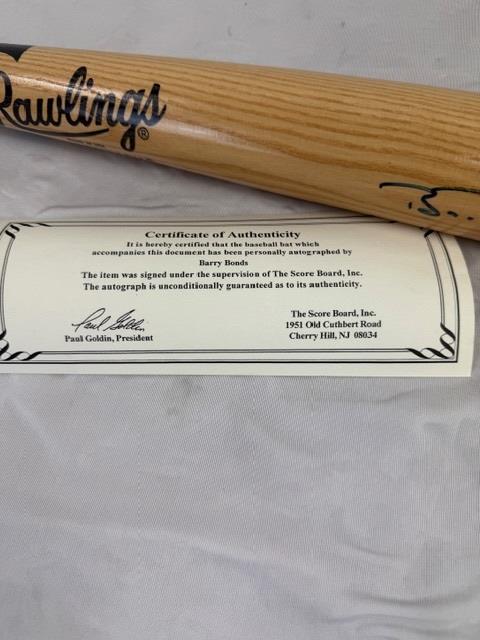 Rawlings®
Certificate of Authenticity
It is hereby certified that the baseball bat which
accompanies this document has been personally autographed by
Barry Bonds
The item was signed under the supervision of The Score Board, Inc.
The autograph is unconditionally guaranteed as to its authenticity.
Paul Goldin
Paul Goldin, President
The Score Board, Inc.
1951 Old Cuthbert Road
Cherry Hill, NJ 08034